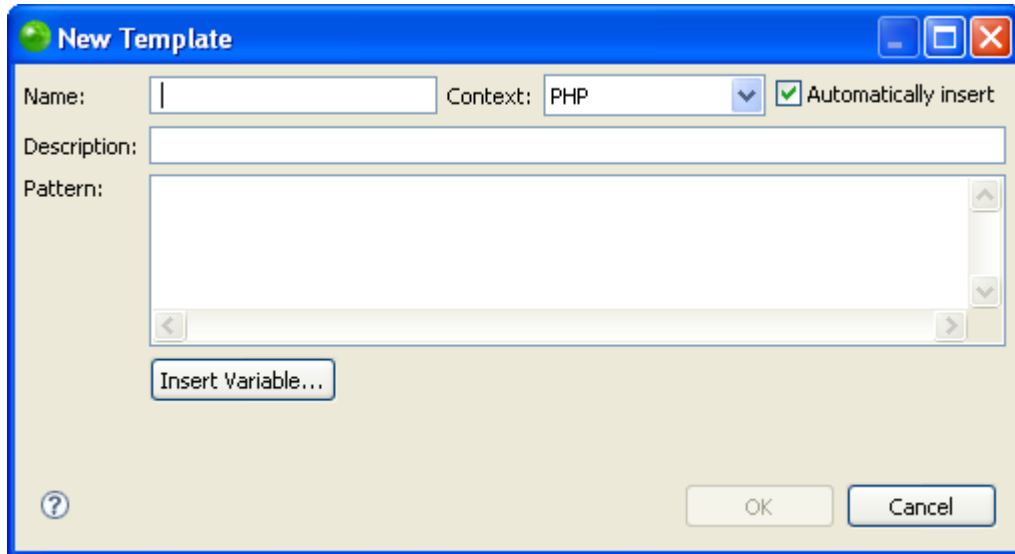 New Template
Name: Context: PHP Automatically insert
Description:
Pattern:
Insert Variable...
? OK Cancel